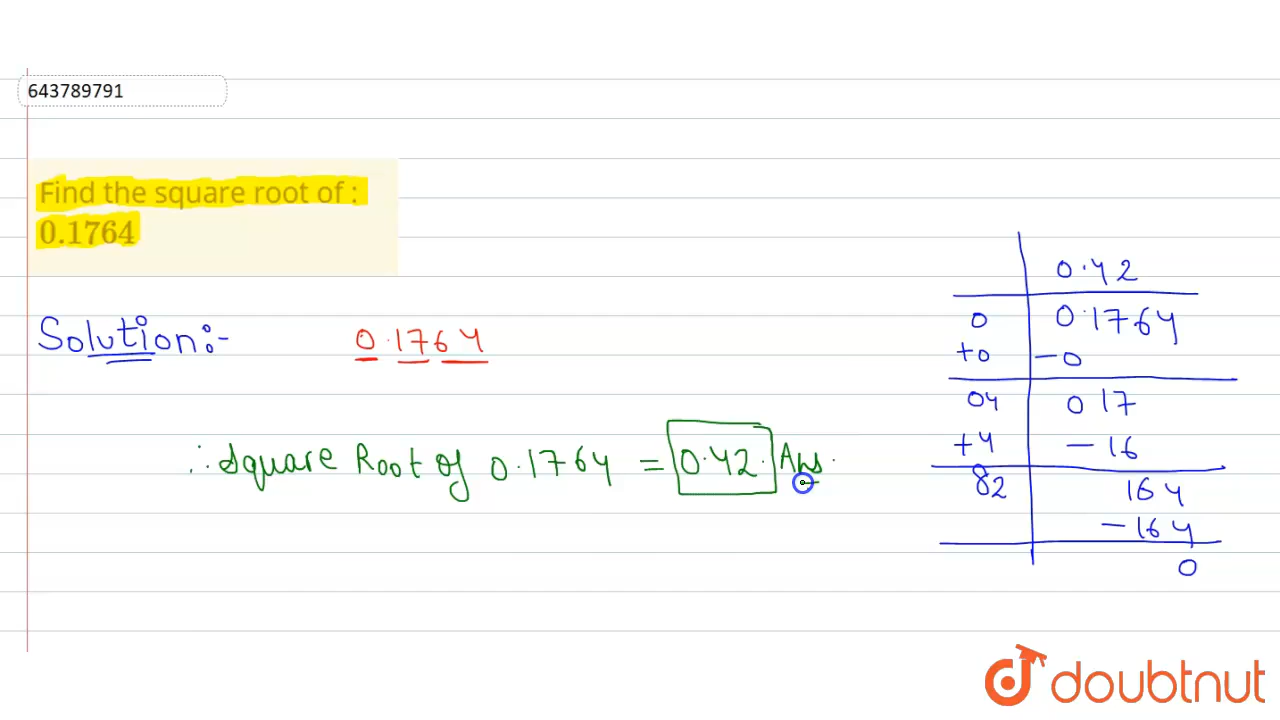 643789791
Find the square root of :
0.1764
Solution:-
0.1764
∴ Square Root of 0.1764 = 0.42. Ans.
0.42
0 0.1764
+0 -0
04 017
+4 -16
82 164
-164
0
doubtnut